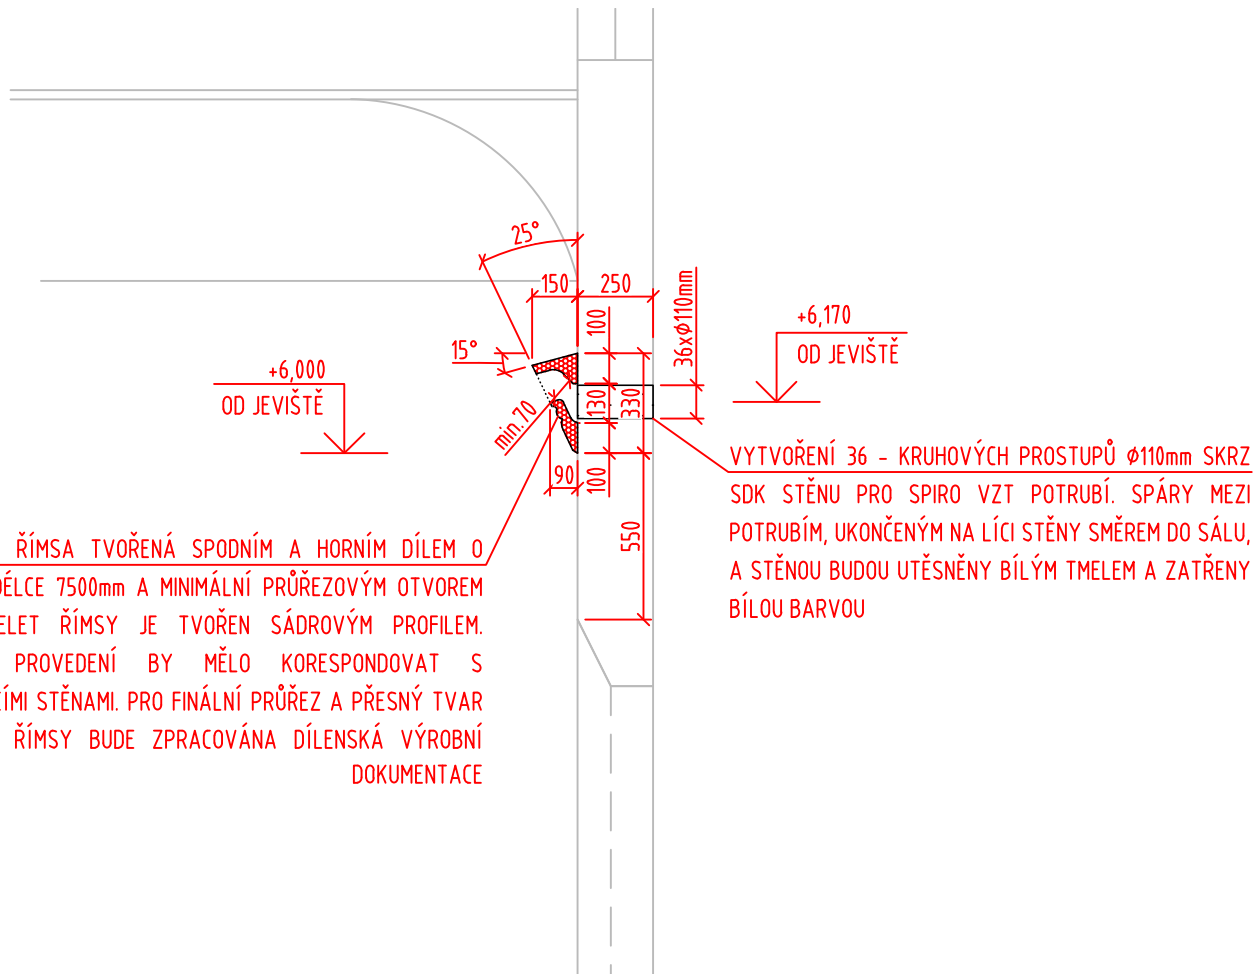 25°
150
250
100
36xϕ110mm
+6,170
OD JEVIŠTĚ
15°
+6,000
OD JEVIŠTĚ
130
330
min.70
90
100
550
VYTVOŘENÍ 36 - KRUHOVÝCH PROSTUPŮ ϕ110mm SKRZ
SDK STĚNU PRO SPIRO VZT POTRUBÍ. SPÁRY MEZI
POTRUBÍM, UKONČENÝM NA LÍCI STĚNY SMĚREM DO SÁLU,
A STĚNOU BUDOU UTĚSNĚNY BÍLÝM TMELEM A ZATŘENY
BÍLOU BARVOU
ŘÍMSA TVOŘENÁ SPODNÍM A HORNÍM DÍLEM O
DÉLCE 7500mm A MINIMÁLNÍ PRŮŘEZOVÝM OTVOREM
ŘÍMSY JE TVOŘEN SÁDROVÝM PROFILEM.
PROVEDENÍ BY MĚLO KORESPONDOVAT S
STĚNAMI. PRO FINÁLNÍ PRŮŘEZ A PŘESNÝ TVAR
ŘÍMSY BUDE ZPRACOVÁNA DÍLENSKÁ VÝROBNÍ
DOKUMENTACE